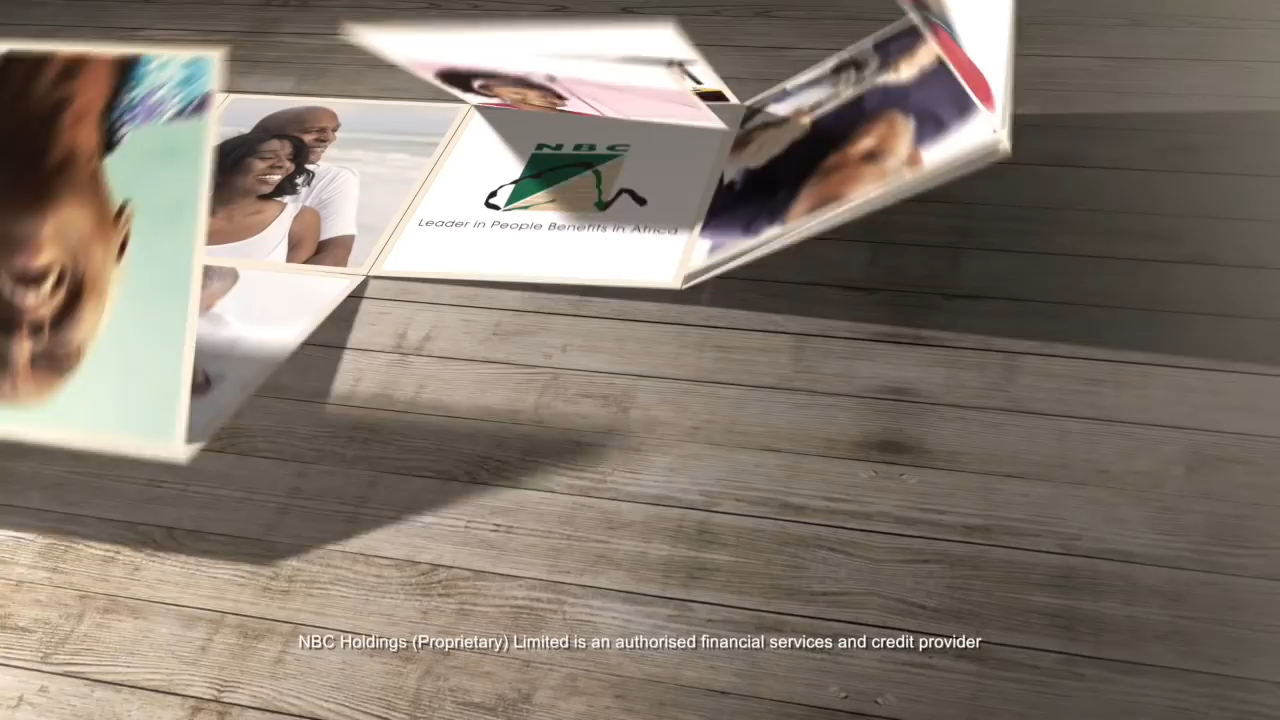 NBC
Leader in People Benefits in Africa
NBC Holdings (Proprietary) Limited is an authorised financial services and credit provider